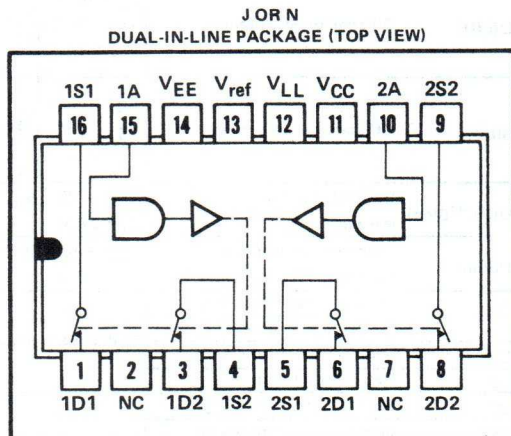 J OR N
DUAL-IN-LINE PACKAGE (TOP VIEW)
1S1 1A VEE Vref VLL VCC 2A 2S2
16 15 14 13 12 11 10 9
1 2 3 4 5 6 7 8
1D1 NC 1D2 1S2 2S1 2D1 NC 2D2